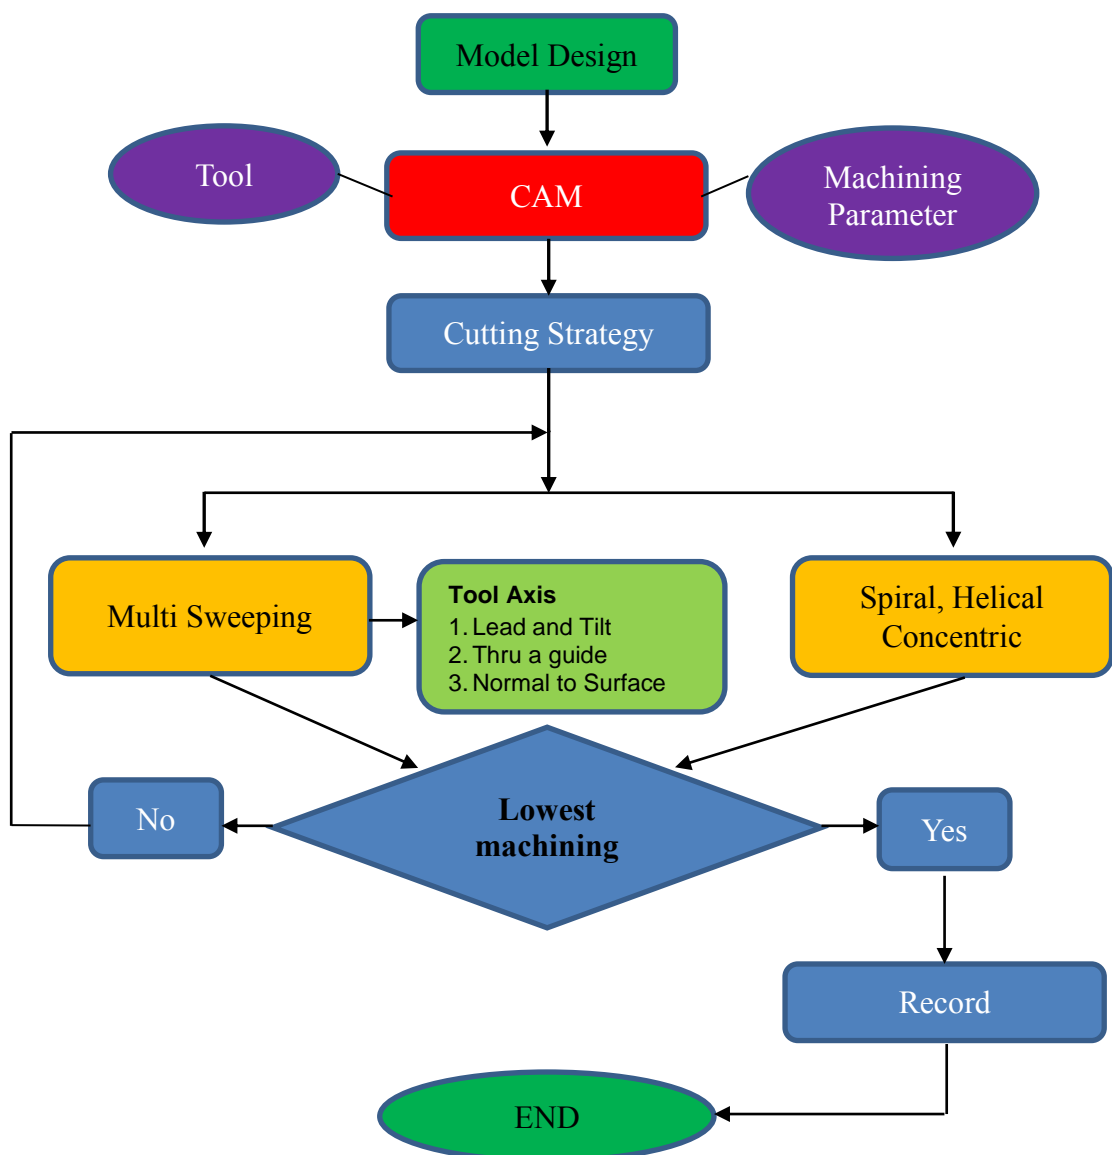 Model Design
Tool
CAM
Machining
Parameter
Cutting Strategy
Multi Sweeping
Tool Axis
1. Lead and Tilt
2. Thru a guide
3. Normal to Surface
Spiral, Helical
Concentric
No
Lowest
machining
Yes
Record
END